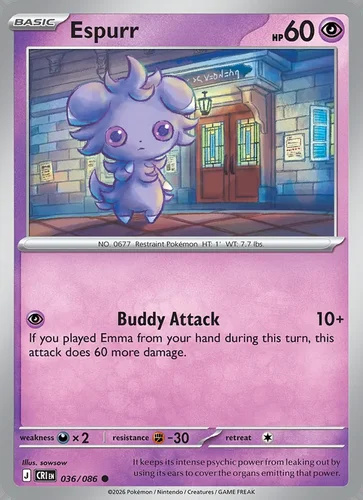 BASIC
Espurr
HP60
NO. 0677 Restraint Pokémon HT: 1' WT: 7.7 lbs.
Buddy Attack 10+
If you played Emma from your hand during this turn, this
attack does 60 more damage.
weakness ×2 resistance -30 retreat
Illus. sowsow
J CRI EN 036/086
It keeps its intense psychic power from leaking out by
using its ears to cover the organs emitting that power.
©2026 Pokémon / Nintendo / Creatures / GAME FREAK